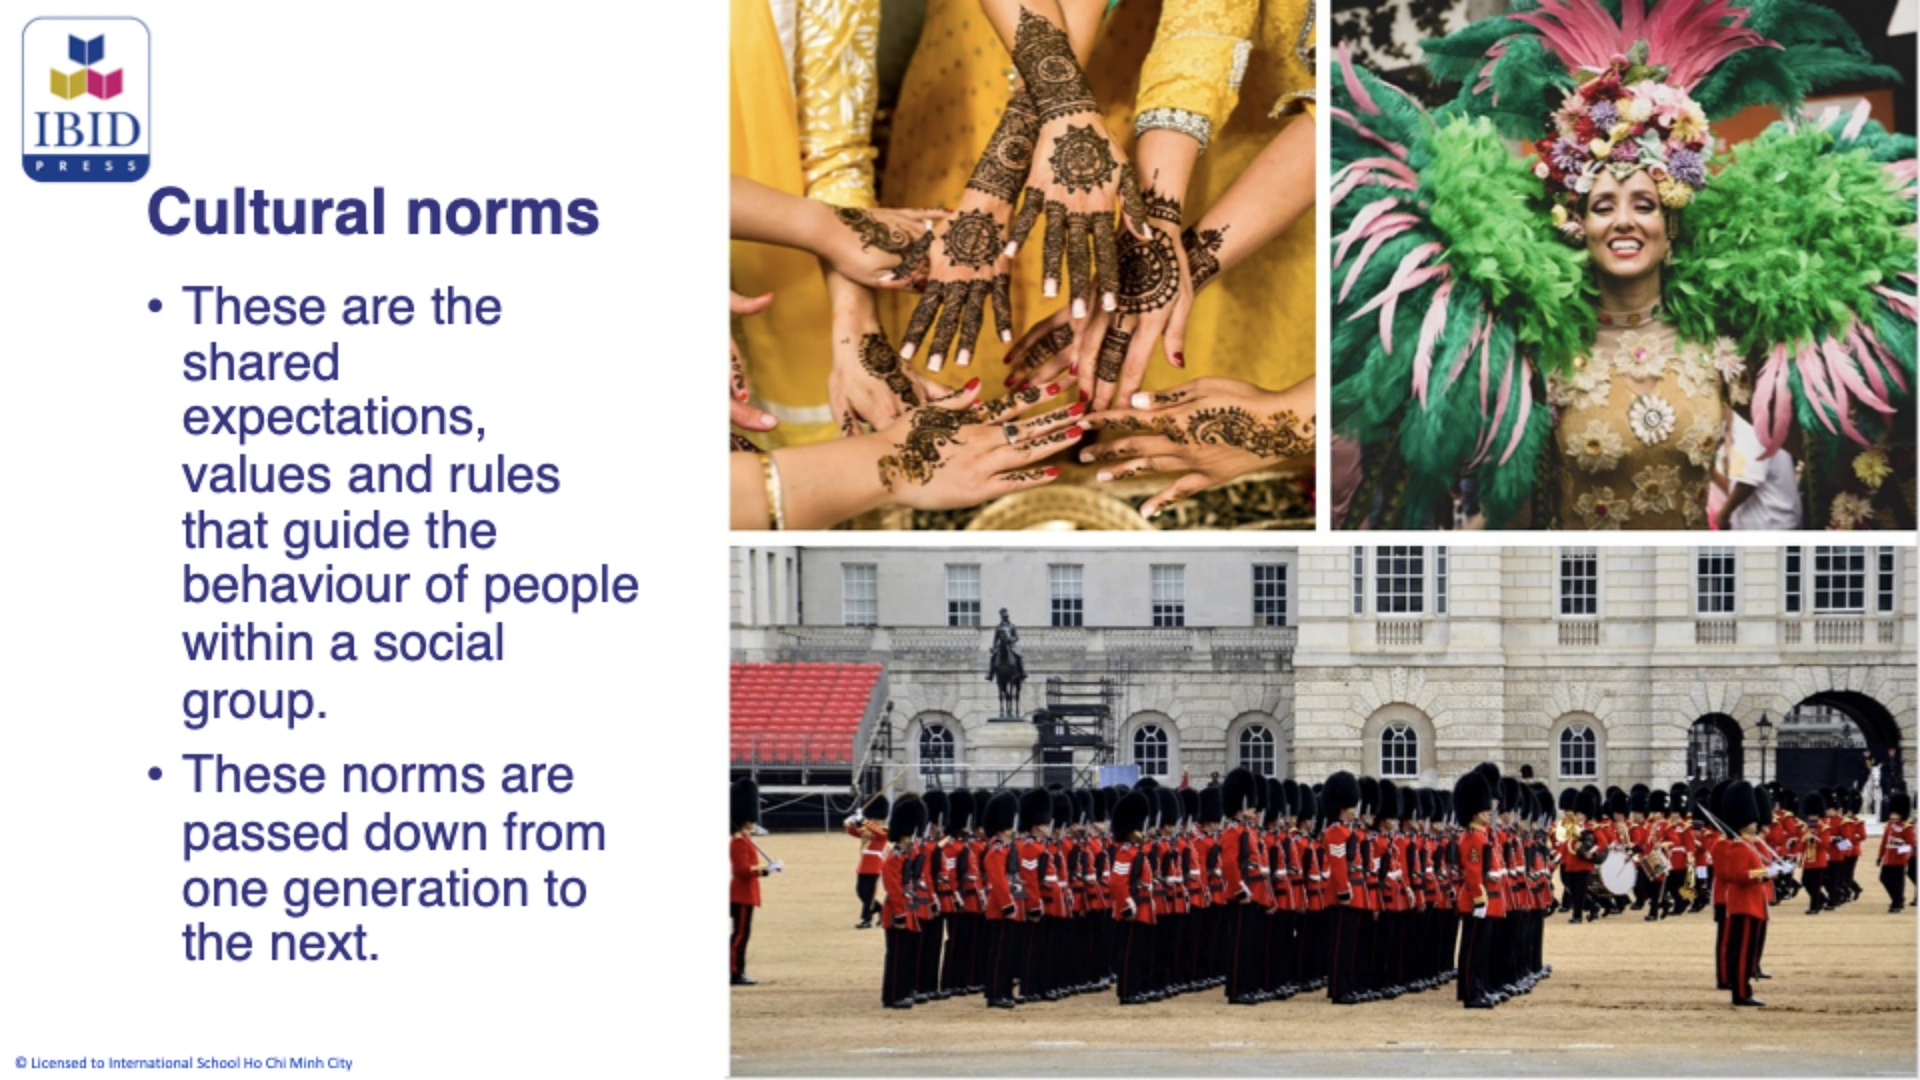 IBID
PRESS
Cultural norms
• These are the
shared
expectations,
values and rules
that guide the
behaviour of people
within a social
group.
• These norms are
passed down from
one generation to
the next.
© Licensed to International School Ho Chi Minh City